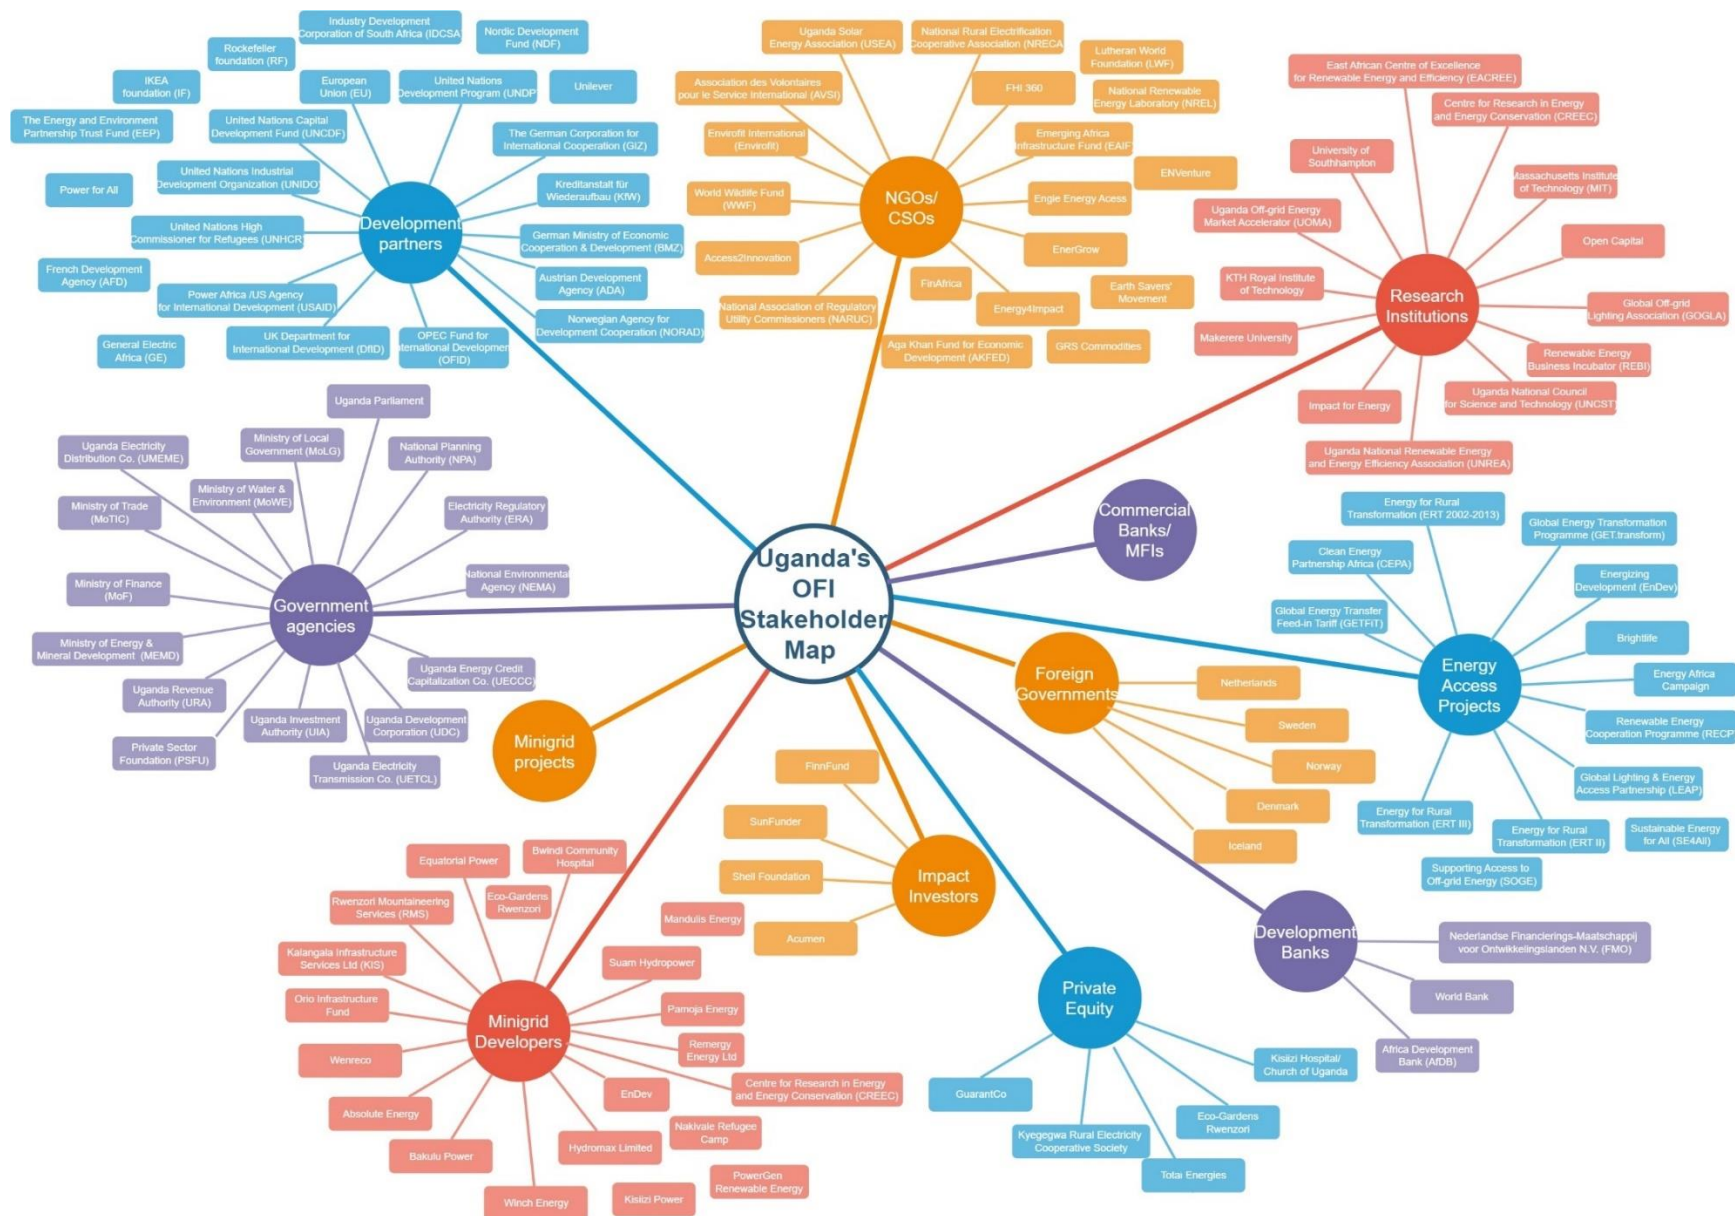 Industry Development
Corporation of South Africa (IDCSA)
Nordic Development
Fund (NDF)
Rockefeller
foundation (RF)
IKEA
foundation (IF)
European
Union (EU)
United Nations
Development Program (UNDP)
Unilever
The Energy and Environment
Partnership Trust Fund (EEP)
United Nations Capital
Development Fund (UNCDF)
The German Corporation for
International Cooperation (GIZ)
United Nations Industrial
Development Organization (UNIDO)
Power for All
Kreditanstalt für
Wiederaufbau (KfW)
Development
partners
United Nations High
Commissioner for Refugees (UNHCR)
German Ministry of Economic
Cooperation & Development (BMZ)
French Development
Agency (AFD)
Power Africa /US Agency
for International Development (USAID)
Austrian Development
Agency (ADA)
General Electric
Africa (GE)
UK Department for
International Development (DfID)
OPEC Fund for
International Development
(OFID)
Norwegian Agency for
Development Cooperation (NORAD)
Uganda Solar
Energy Association (USEA)
National Rural Electrification
Cooperative Association (NRECA)
Lutheran World
Foundation (LWF)
Association des Volontaires
pour le Service International (AVSI)
FHI 360
National Renewable
Energy Laboratory (NREL)
Envirofil International
(Envirofit)
Emerging Africa
Infrastructure Fund (EAIF)
ENVenture
World Wildlife Fund
(WWF)
NGOs/
CSOs
Engie Energy Acess
Access2Innovation
EnerGrow
FinAfrica
Earth Savers'
Movement
National Association of Regulatory
Utility Commissioners (NARUC)
Energy4Impact
Aga Khan Fund for Economic
Development (AKFED)
GRS Commodities
East African Centre of Excellence
for Renewable Energy and Efficiency (EACREE)
Centre for Research in Energy
and Energy Conservation (CREEC)
University of
Southhampton
Massachusetts Institute
of Technology (MIT)
Uganda Off-grid Energy
Market Accelerator (UOMA)
Open Capital
KTH Royal Institute
of Technology
Research
Institutions
Global Off-grid
Lighting Association (GOGLA)
Makerere University
Renewable Energy
Business Incubator (REBI)
Impact for Energy
Uganda National Council
for Science and Technology (UNCST)
Uganda National Renewable Energy
and Energy Efficiency Association (UNREA)
Uganda Parliament
Uganda Electricity
Distribution Co. (UMEME)
Ministry of Local
Government (MoLG)
National Planning
Authority (NPA)
Ministry of Water &
Environment (MoWE)
Ministry of Trade
(MoTIC)
Electricity Regulatory
Authority (ERA)
Ministry of Finance
(MoF)
Government
agencies
National Environmental
Agency (NEMA)
Ministry of Energy &
Mineral Development (MEMD)
Uganda Energy Credit
Capitalization Co. (UECCC)
Uganda Revenue
Authority (URA)
Uganda Investment
Authority (UIA)
Uganda Development
Corporation (UDC)
Private Sector
Foundation (PSFU)
Uganda Electricity
Transmission Co. (UETCL)
Uganda's
OFI
Stakeholder
Map
Commercial
Banks/
MFIs
Minigrid
projects
Foreign
Governments
Netherlands
Sweden
Norway
Denmark
Iceland
Energy for Rural
Transformation (ERT 2002-2013)
Global Energy Transformation
Programme (GET.transform)
Clean Energy
Partnership Africa (CEPA)
Energizing
Development (EnDev)
Global Energy Transfer
Feed-in Tariff (GETFiT)
Brightlife
Energy
Access
Projects
Energy Africa
Campaign
Renewable Energy
Cooperation Programme (RECP)
Global Lighting & Energy
Access Partnership (LEAP)
Energy for Rural
Transformation (ERT III)
Energy for Rural
Transformation (ERT II)
Sustainable Energy
for All (SE4All)
Supporting Access to
Off-grid Energy (SOGE)
FinnFund
SunFunder
Shell Foundation
Acumen
Impact
Investors
Development
Banks
Nederlandse Financierings-Maatschappij
voor Ontwikkelingslanden N.V. (FMO)
World Bank
Africa Development
Bank (AfDB)
Private
Equity
Kisiizi Hospital/
Church of Uganda
GuarantCo
Eco-Gardens
Rwenzori
Kyegegwa Rural Electricity
Cooperative Society
Total Energies
Equatorial Power
Bwindi Community
Hospital
Eco-Gardens
Rwenzori
Rwenzori Mountaineering
Services (RMS)
Mandulis Energy
Kalangala Infrastructure
Services Ltd (KIS)
Suam Hydropower
Orio Infrastructure
Fund
Pamoja Energy
Minigrid
Developers
Wenreco
Remergy
Energy Ltd
Absolute Energy
EnDev
Centre for Research in Energy
and Energy Conservation (CREEC)
Bakulu Power
Hydromax Limited
Nakivale Refugee
Camp
Winch Energy
Kisiizi Power
PowerGen
Renewable Energy